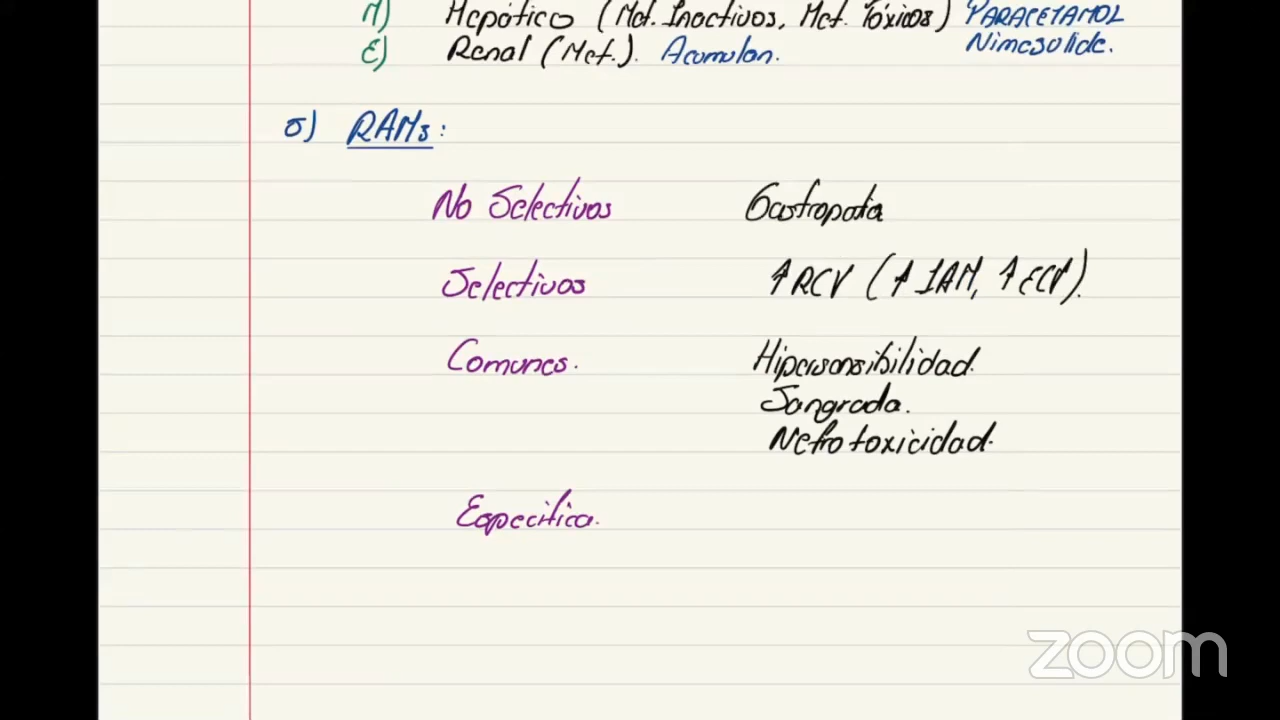 M) Hepático (Met. Inactivos, Met. Tóxicos) PARACETAMOL
E) Renal (Met.). Acumulan. Nimesulide.
5) RAMs:
No Selectivos Gastropatía
Selectivos ↑RCV (↑IAM, ↑ECV).
Comunes. Hipersensibilidad.
Sangrado.
Nefrotoxicidad.
Específica.
zoom